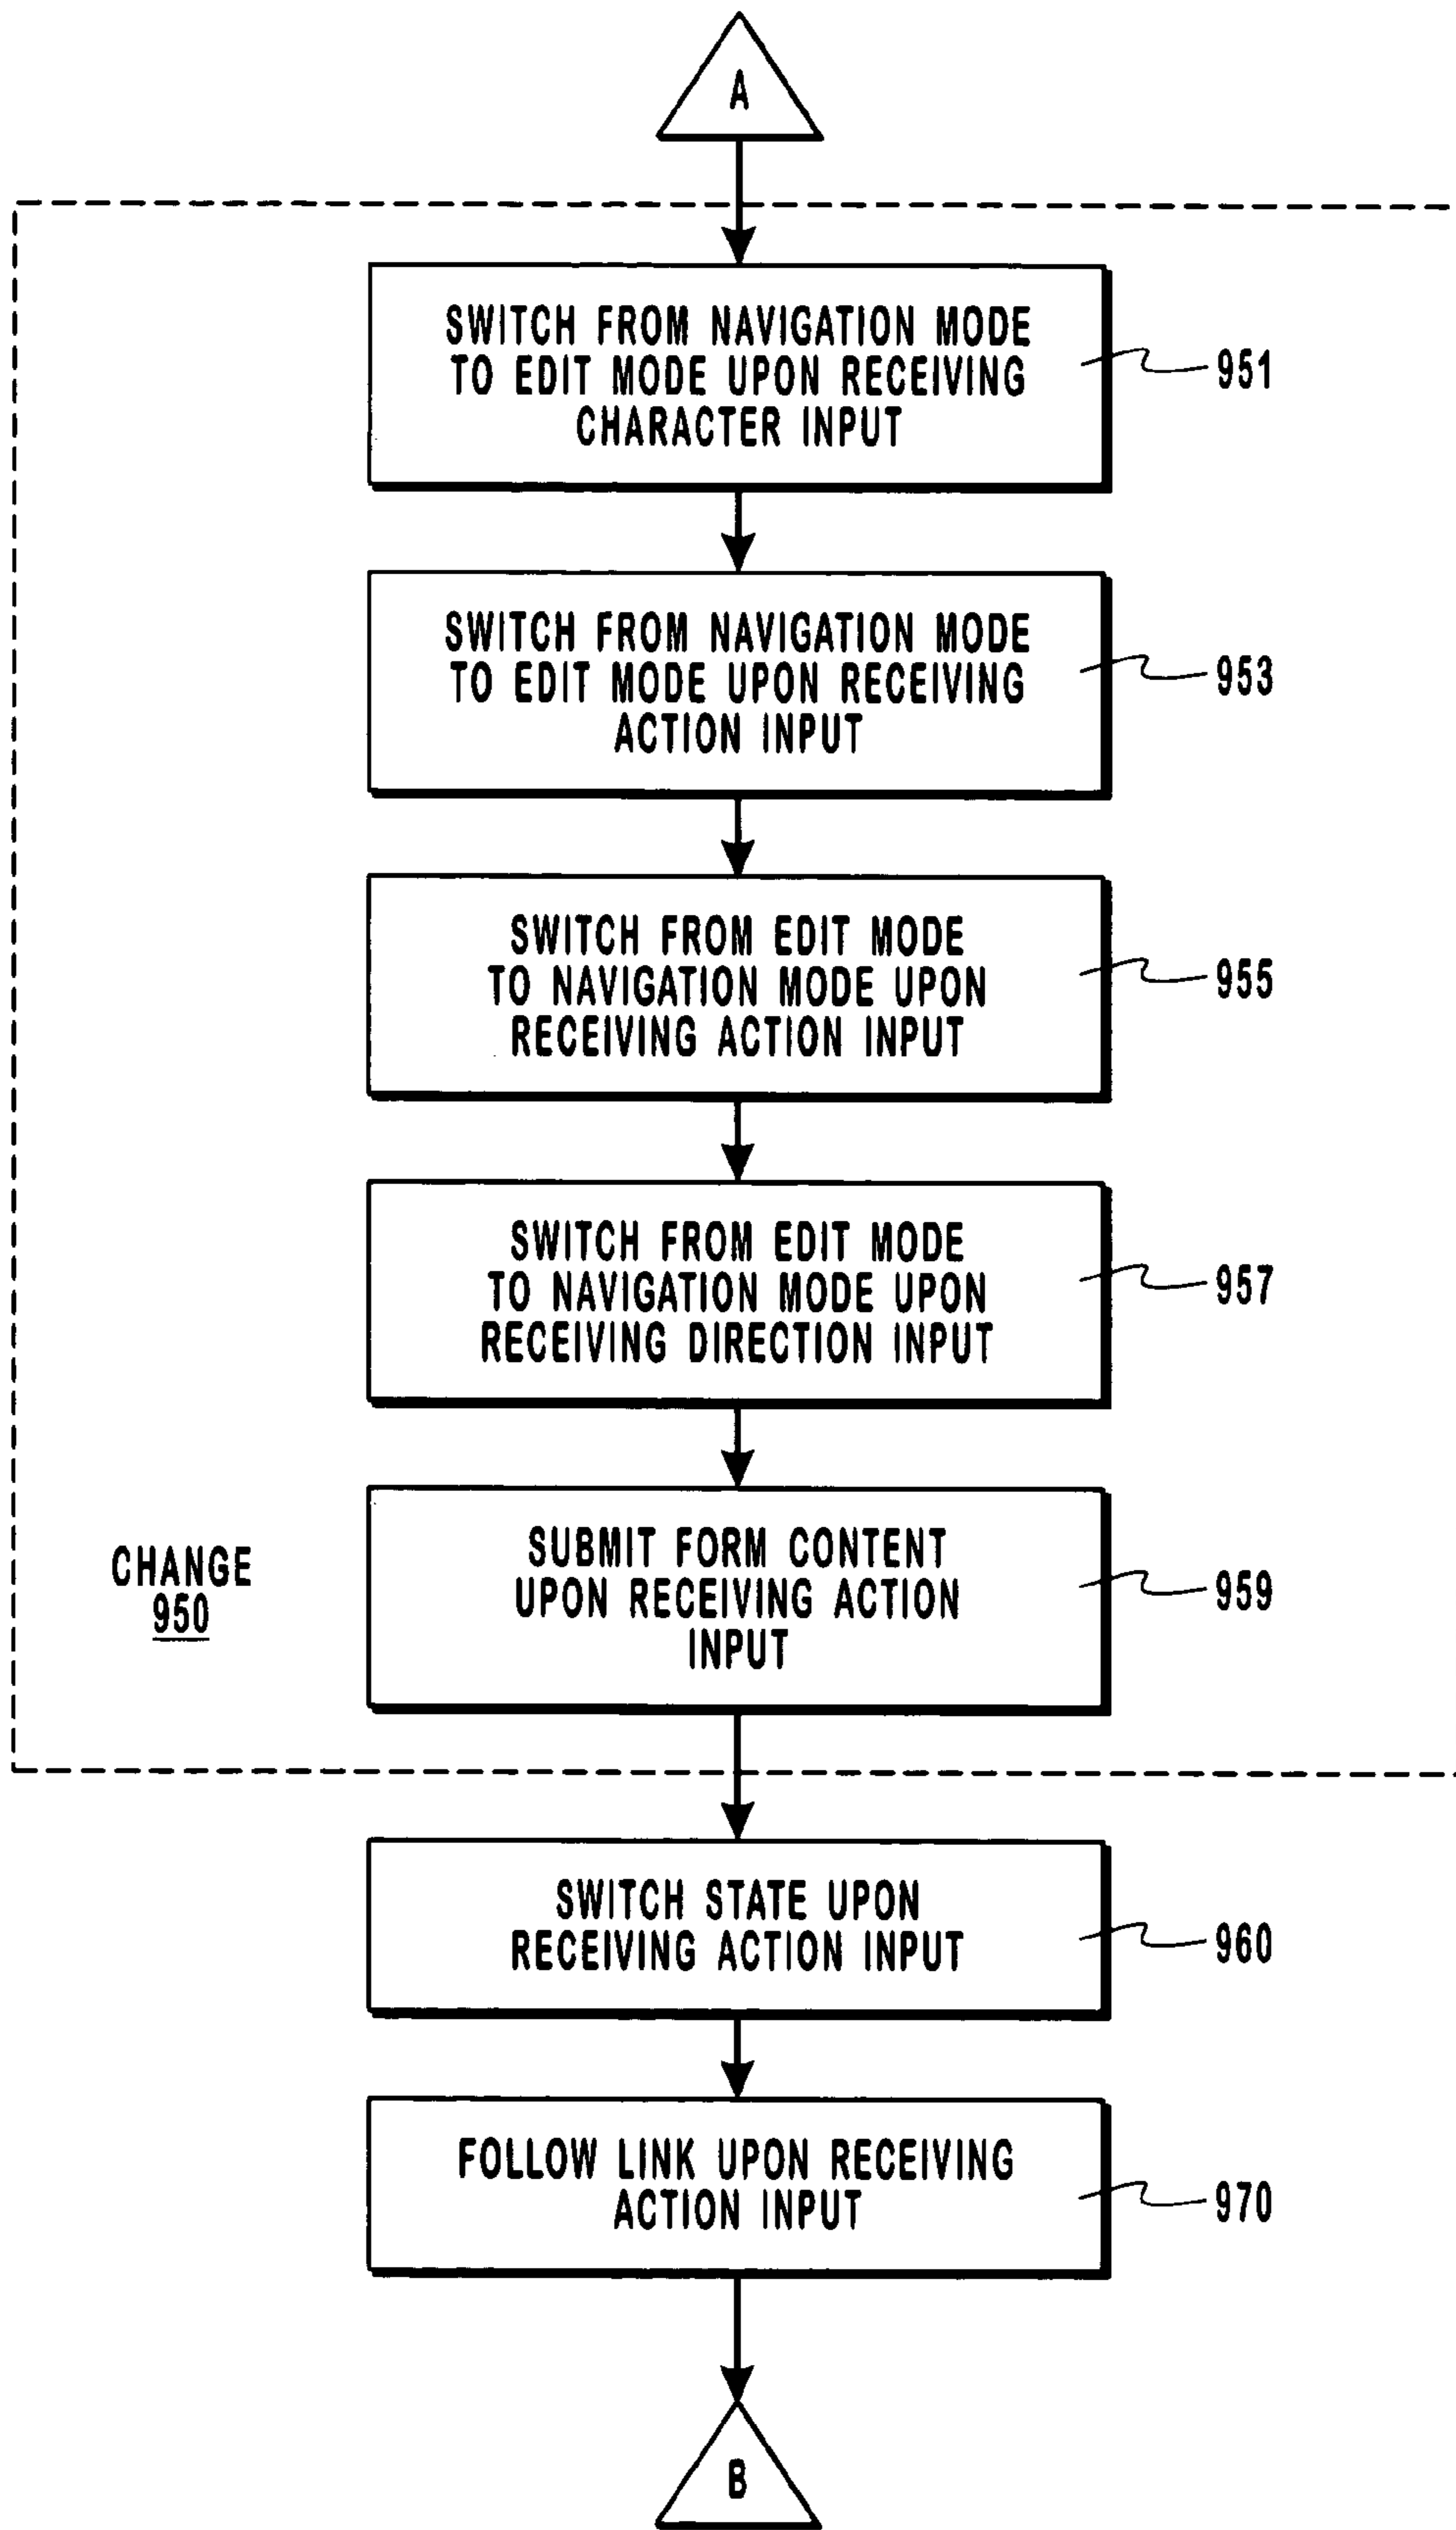 A
SWITCH FROM NAVIGATION MODE
TO EDIT MODE UPON RECEIVING
CHARACTER INPUT
951
SWITCH FROM NAVIGATION MODE
TO EDIT MODE UPON RECEIVING
ACTION INPUT
953
SWITCH FROM EDIT MODE
TO NAVIGATION MODE UPON
RECEIVING ACTION INPUT
955
SWITCH FROM EDIT MODE
TO NAVIGATION MODE UPON
RECEIVING DIRECTION INPUT
957
SUBMIT FORM CONTENT
UPON RECEIVING ACTION
INPUT
959
CHANGE
950
SWITCH STATE UPON
RECEIVING ACTION INPUT
960
FOLLOW LINK UPON RECEIVING
ACTION INPUT
970
B